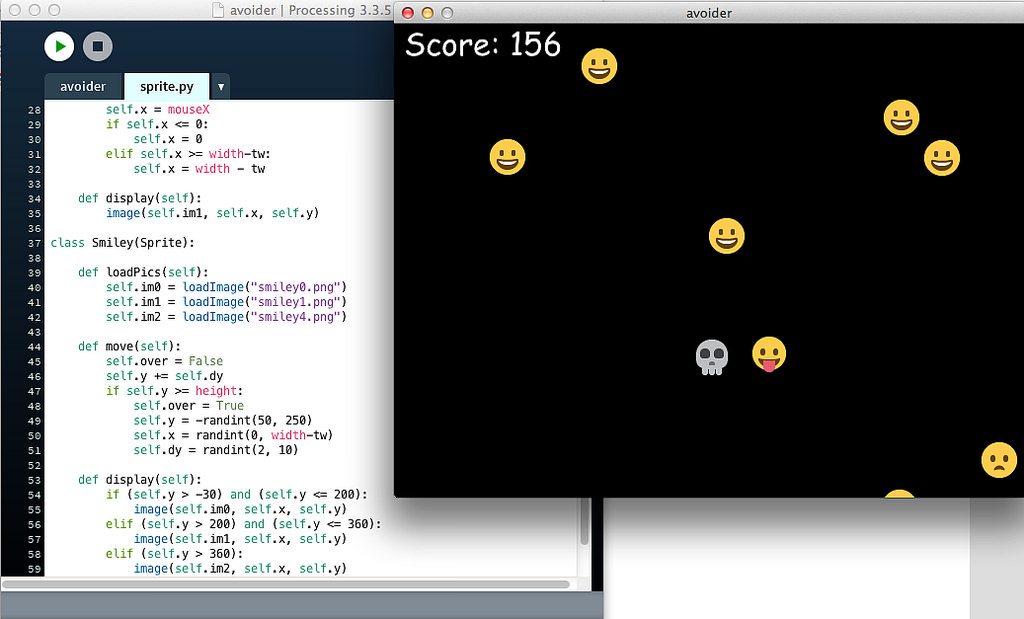 avoider | Processing 3.3.5
avoider
sprite.py
28         self.x = mouseX
29         if self.x <= 0:
30             self.x = 0
31         elif self.x >= width-tw:
32             self.x = width - tw
33
34     def display(self):
35         image(self.im1, self.x, self.y)
36
37 class Smiley(Sprite):
38
39     def loadPics(self):
40         self.im0 = loadImage("smiley0.png")
41         self.im1 = loadImage("smiley1.png")
42         self.im2 = loadImage("smiley4.png")
43
44     def move(self):
45         self.over = False
46         self.y += self.dy
47         if self.y >= height:
48             self.over = True
49             self.y = -randint(50, 250)
50             self.x = randint(0, width-tw)
51             self.dy = randint(2, 10)
52
53     def display(self):
54         if (self.y > -30) and (self.y <= 200):
55             image(self.im0, self.x, self.y)
56         elif (self.y > 200) and (self.y <= 360):
57             image(self.im1, self.x, self.y)
58         elif (self.y > 360):
59             image(self.im2, self.x, self.y)
avoider
Score: 156